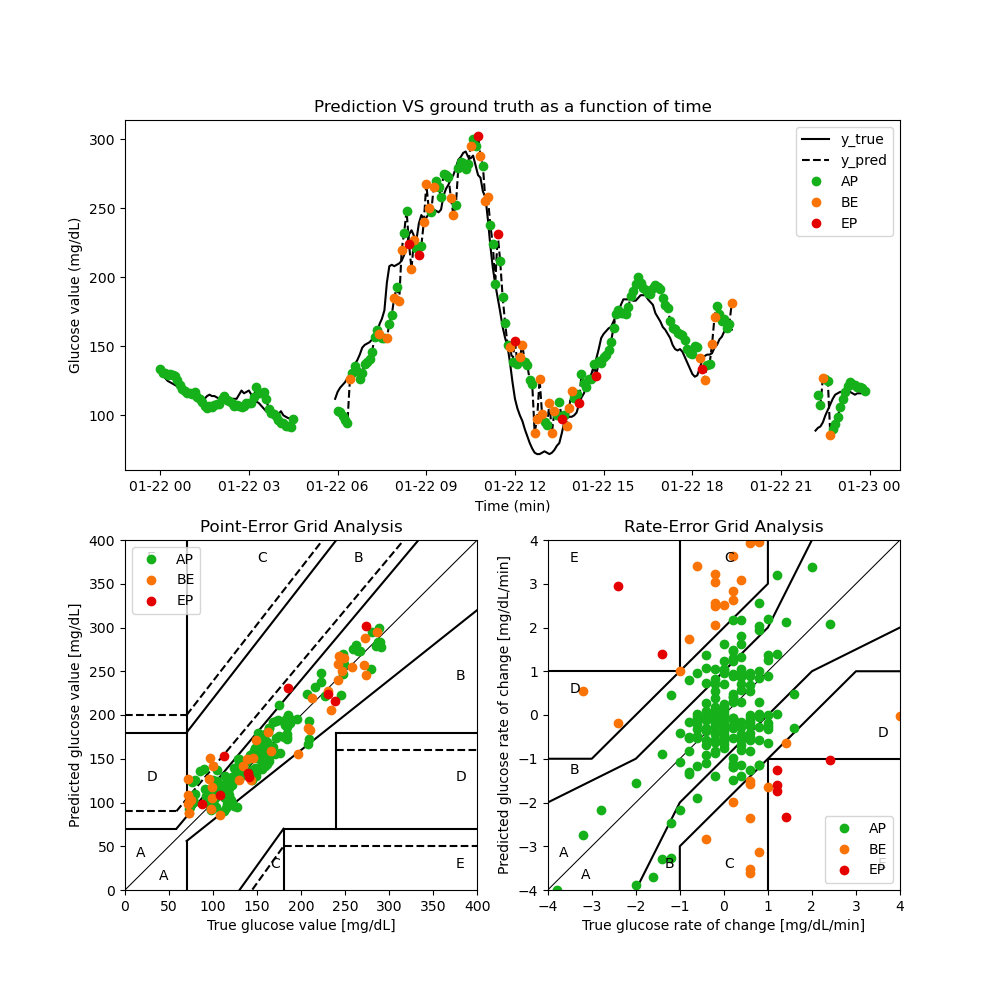 Prediction VS ground truth as a function of time
Glucose value (mg/dL)
300
250
200
150
100
y_true
y_pred
AP
BE
EP
01-22 00 01-22 03 01-22 06 01-22 09 01-22 12 01-22 15 01-22 18 01-22 21 01-23 00
Time (min)
Point-Error Grid Analysis
Predicted glucose value [mg/dL]
400
350
300
250
200
150
100
50
0
AP
BE
EP
C
B
B
D
D
A
A
C
E
0 50 100 150 200 250 300 350 400
True glucose value [mg/dL]
Rate-Error Grid Analysis
Predicted glucose rate of change [mg/dL/min]
4
3
2
1
0
−1
−2
−3
−4
E
C
D
D
B
A
A
B
C
AP
BE
EP
−4 −3 −2 −1 0 1 2 3 4
True glucose rate of change [mg/dL/min]